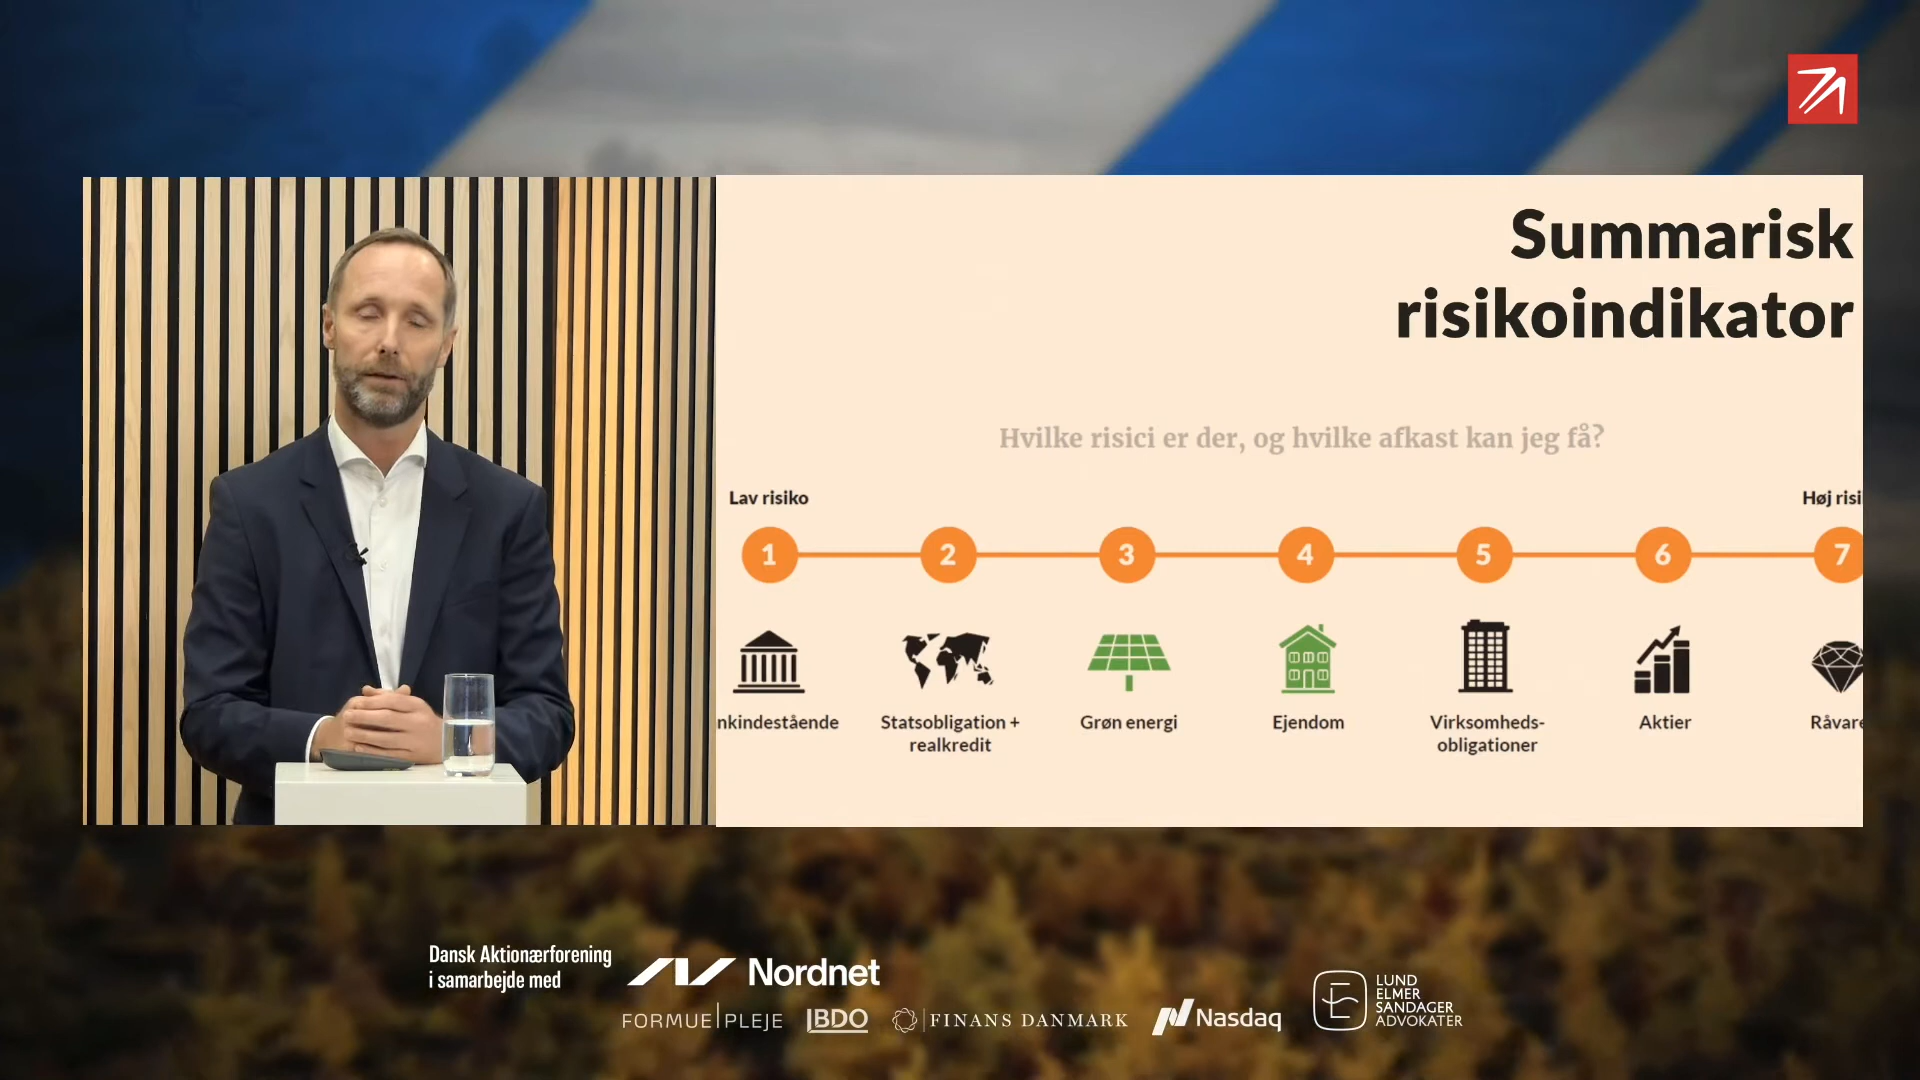 Summarisk
risikoindikator
Hvilke risici er der, og hvilke afkast kan jeg få?
Lav risiko
Høj risi
1
2
3
4
5
6
7
nkindestående
Statsobligation +
realkredit
Grøn energi
Ejendom
Virksomheds-
obligationer
Aktier
Råvare
Dansk Aktionærforening
i samarbejde med
Nordnet
FORMUE|PLEJE
IBDO
FINANS DANMARK
Nasdaq
LUND
ELMER
SANDAGER
ADVOKATER